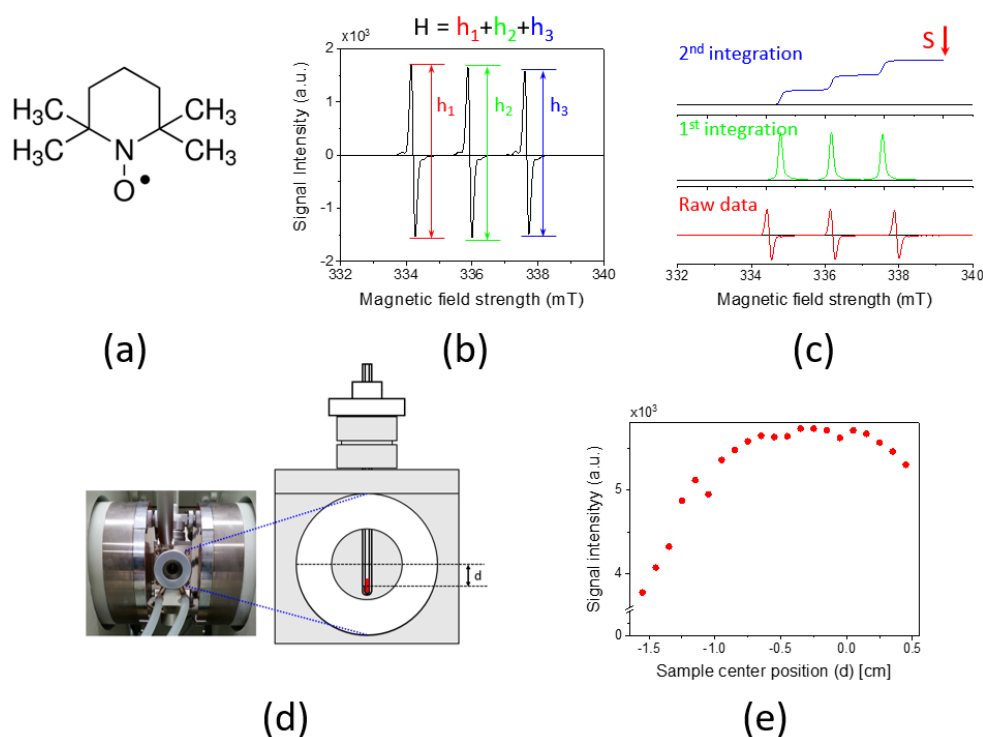 H₃C
CH₃
H₃C
N
CH₃
O•
(a)
H = h₁+h₂+h₃
×10³
Signal Intensity (a.u.)
2
1
0
-1
-2
h₁
h₂
h₃
332
334
336
338
340
Magnetic field strength (mT)
(b)
S
2nd integration
1st integration
Raw data
332
334
336
338
340
Magnetic field strength (mT)
(c)
d
(d)
x10³
Signal intensityy (a.u.)
5
4
0
-1.5
-1.0
-0.5
0.0
0.5
Sample center position (d) [cm]
(e)